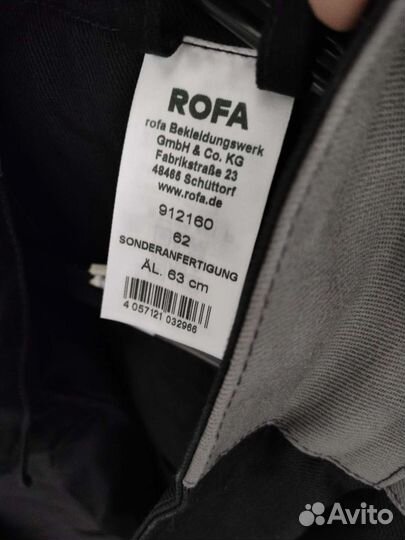 ROFA
rofa Bekleidungswerk
GmbH & Co. KG
Fabrikstraße 23
48465 Schüttorf
www.rofa.de
912160
62
SONDERANFERTIGUNG
ÄL. 63 cm
4 057121 032966
Avito